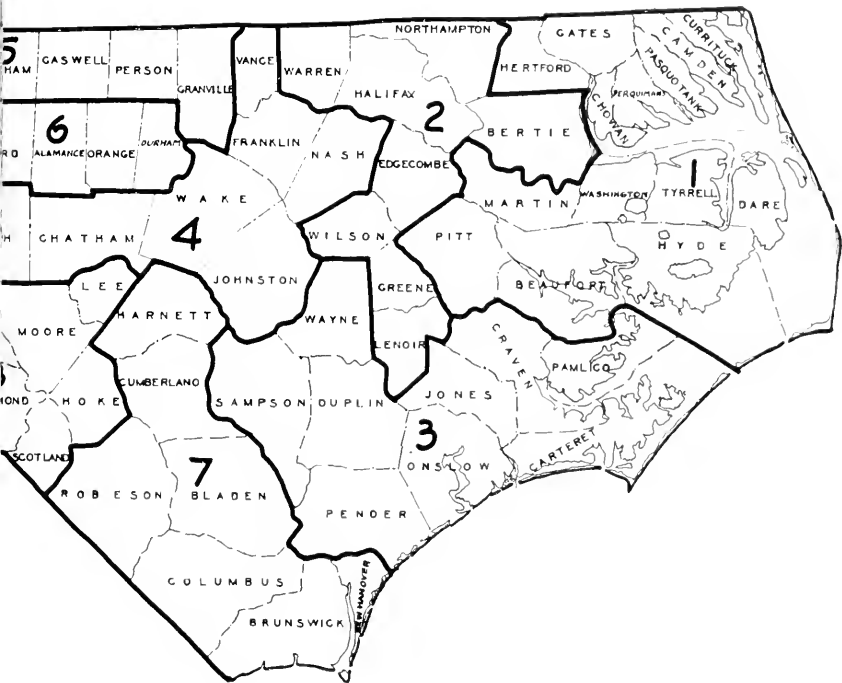 NORTHAMPTON
GATES
CURRITUCK
CAMDEN
PASQUOTANK
PERQUIMANS
CHOWAN
5
HAM
CASWELL
PERSON
GRANVILLE
VANCE
WARREN
HALIFAX
HERTFORD
2
BERTIE
6
RD
ALAMANCE
ORANGE
DURHAM
FRANKLIN
NASH
EDGECOMBE
MARTIN
WASHINGTON
1
TYRRELL
DARE
WAKE
H
CHATHAM
4
WILSON
PITT
HYDE
LEE
JOHNSTON
GREENE
BEAUFORT
MOORE
HARNETT
WAYNE
LENOIR
CRAVEN
PAMLICO
MOND
HOKE
CUMBERLAND
SAMPSON
DUPLIN
JONES
3
SCOTLAND
ONSLOW
CARTERET
ROBESON
7
BLADEN
PENDER
COLUMBUS
BRUNSWICK
NEW HANOVER